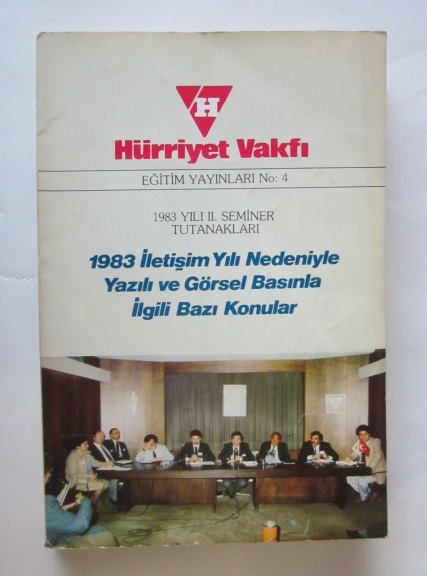 H
Hürriyet Vakfı
EĞİTİM YAYINLARI No: 4
1983 YILI II. SEMİNER
TUTANAKLARI
1983 İletişim Yılı Nedeniyle
Yazılı ve Görsel Basınla
İlgili Bazı Konular